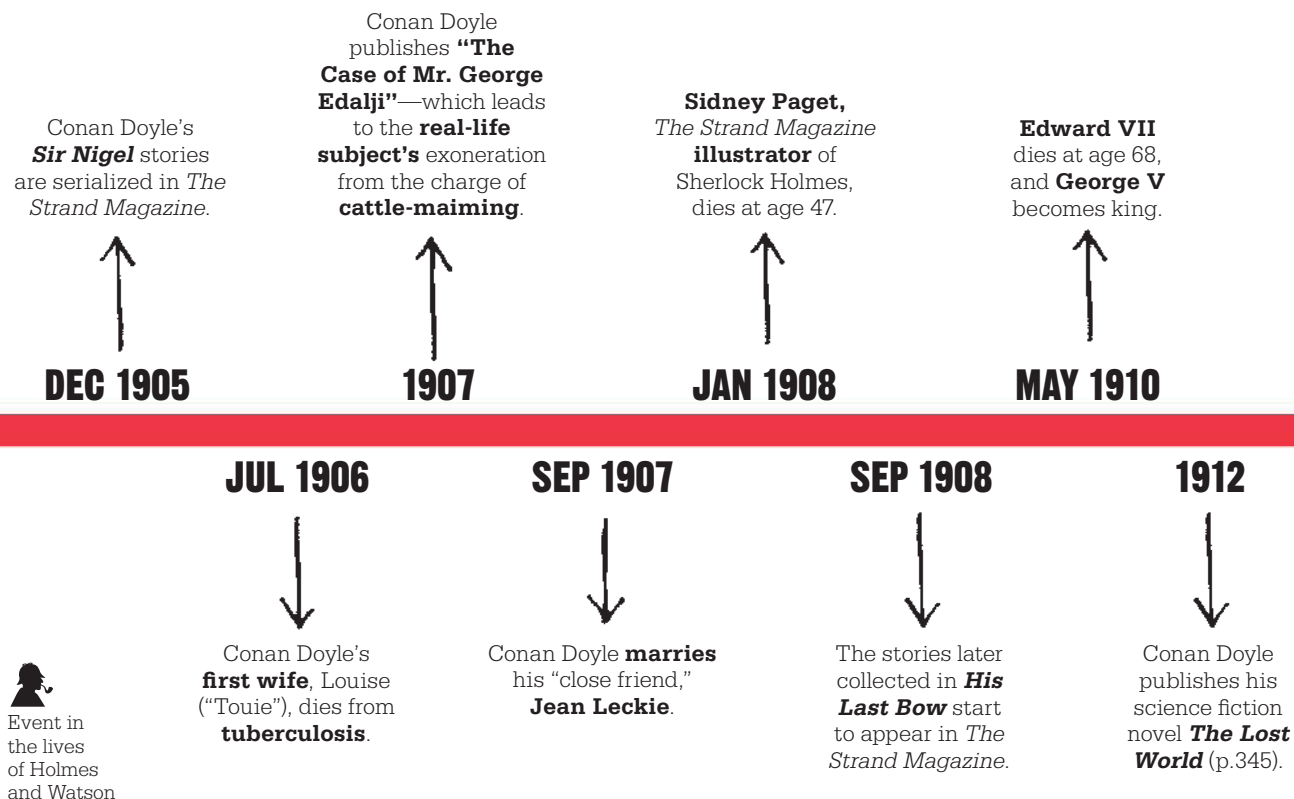 Conan Doyle’s
Sir Nigel stories
are serialized in The
Strand Magazine.
Conan Doyle
publishes “The
Case of Mr. George
Edalji”—which leads
to the real-life
subject’s exoneration
from the charge of
cattle-maiming.
Sidney Paget,
The Strand Magazine
illustrator of
Sherlock Holmes,
dies at age 47.
Edward VII
dies at age 68,
and George V
becomes king.
DEC 1905
1907
JAN 1908
MAY 1910
JUL 1906
SEP 1907
SEP 1908
1912
Event in
the lives
of Holmes
and Watson
Conan Doyle’s
first wife, Louise
(“Touie”), dies from
tuberculosis.
Conan Doyle marries
his “close friend,”
Jean Leckie.
The stories later
collected in His
Last Bow start
to appear in The
Strand Magazine.
Conan Doyle
publishes his
science fiction
novel The Lost
World (p.345).